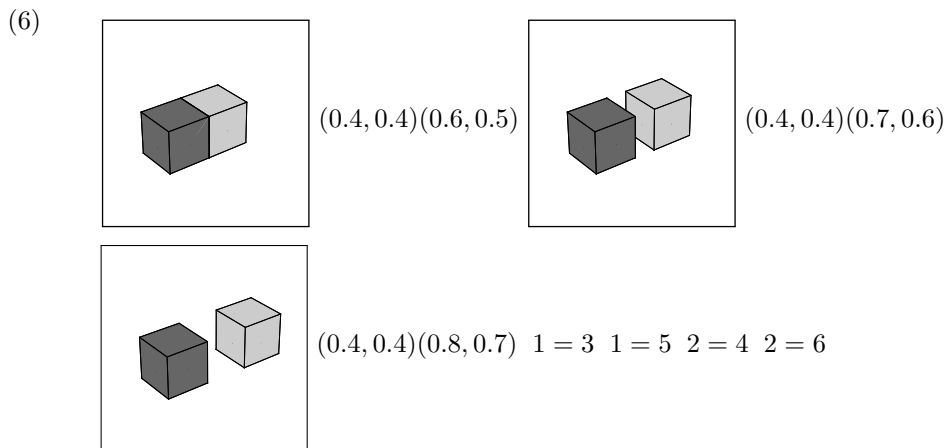 (6)
(0.4, 0.4)(0.6, 0.5) (0.4, 0.4)(0.7, 0.6)
(0.4, 0.4)(0.8, 0.7) 1 = 3 1 = 5 2 = 4 2 = 6